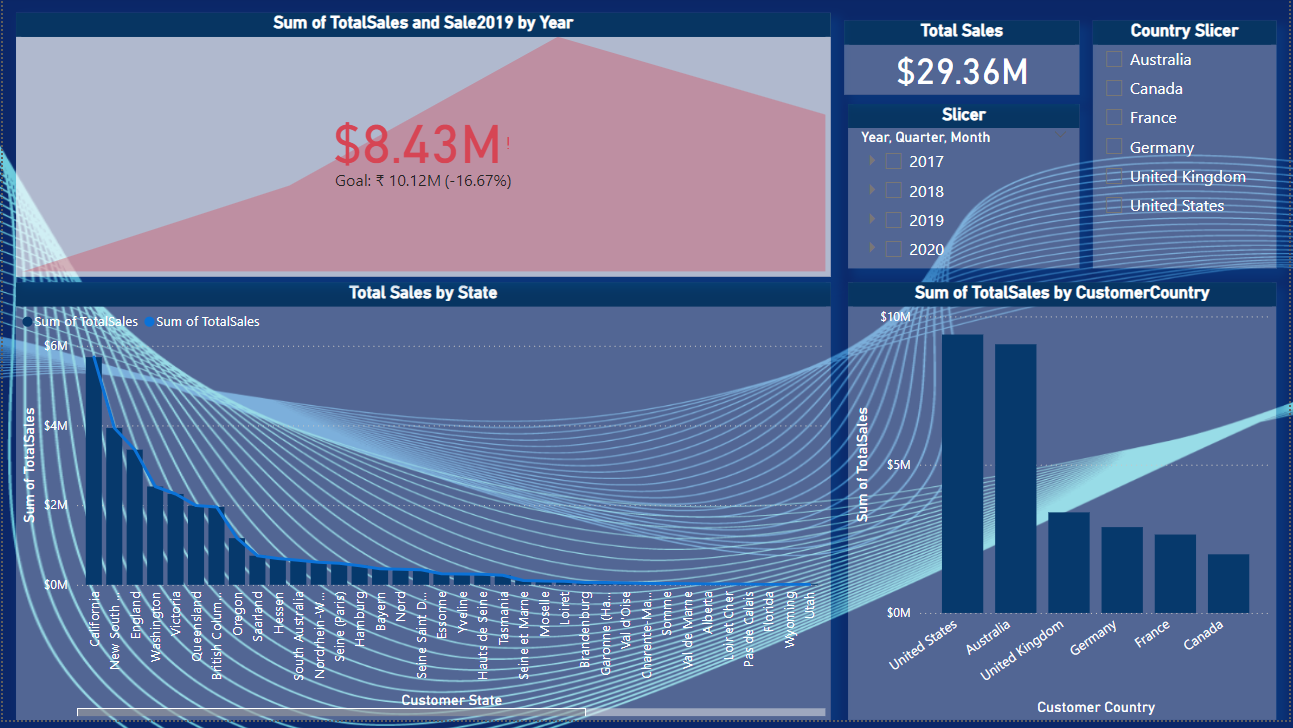 Sum of TotalSales and Sale2019 by Year
$8.43M!
Goal: ₹ 10.12M (-16.67%)
Total Sales
$29.36M
Slicer
Year, Quarter, Month
2017
2018
2019
2020
Country Slicer
Australia
Canada
France
Germany
United Kingdom
United States
Total Sales by State
Sum of TotalSales Sum of TotalSales
Sum of TotalSales
$6M
$4M
$2M
$0M
California
New South ...
England
Washington
Victoria
Queensland
British Colum...
Oregon
Saarland
Hessen
South Australia
Nordrhein-W...
Seine (Paris)
Hamburg
Bayern
Nord
Seine Saint D...
Essonne
Yveline
Hauts de Seine
Tasmania
Seine et Marne
Moselle
Loiret
Brandenburg
Garonne (Ha...
Val d'Oise
Charente-Ma...
Somme
Val de Marne
Alberta
Loir et Cher
Pas de Calais
Florida
Wyoming
Utah
Customer State
Sum of TotalSales by CustomerCountry
Sum of TotalSales
$10M
$5M
$0M
United States
Australia
United Kingdom
Germany
France
Canada
Customer Country